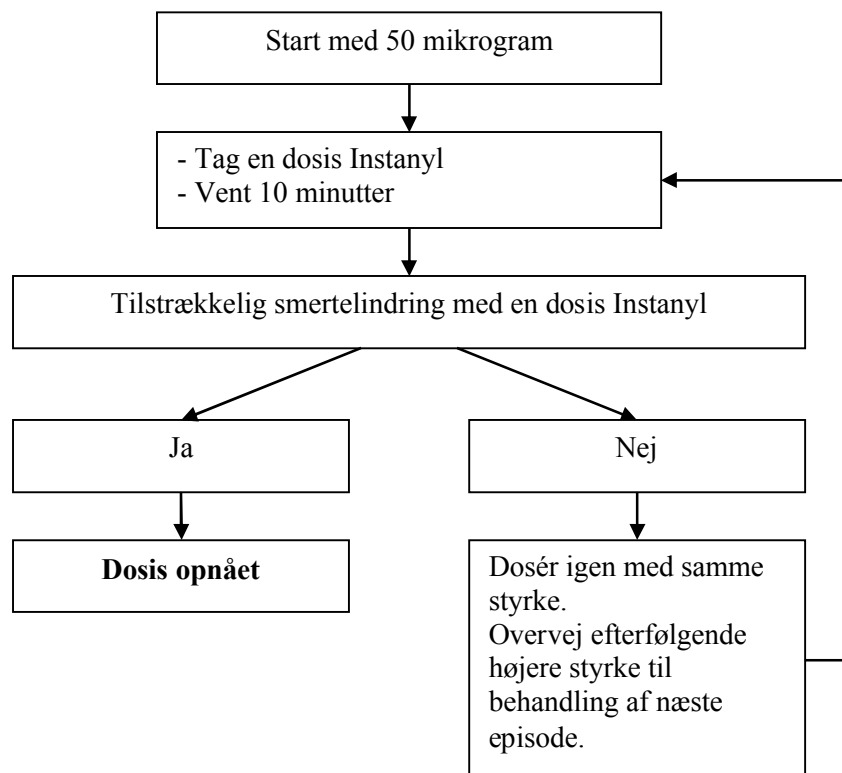 Start med 50 mikrogram
- Tag en dosis Instanyl
- Vent 10 minutter
Tilstrækkelig smertelindring med en dosis Instanyl
Ja
Nej
Dosis opnået
Dosér igen med samme
styrke.
Overvej efterfølgende
højere styrke til
behandling af næste
episode.